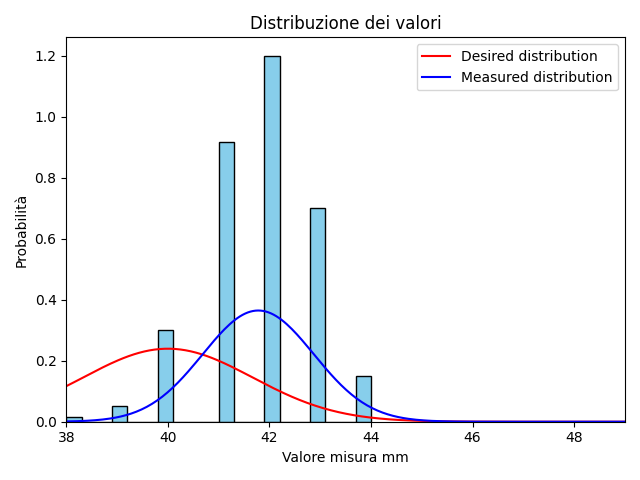 Distribuzione dei valori
Desired distribution
Measured distribution
Probabilità
1.2
1.0
0.8
0.6
0.4
0.2
0.0
38 40 42 44 46 48
Valore misura mm